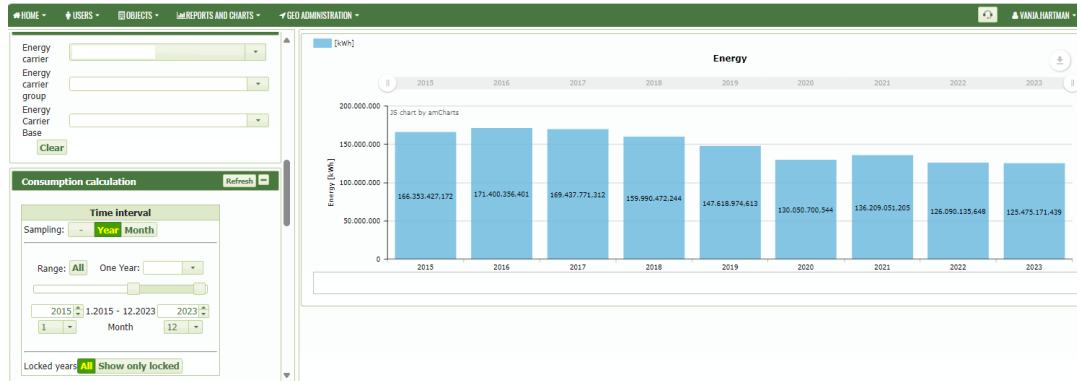 HOME USERS OBJECTS REPORTS AND CHARTS GEO ADMINISTRATION VANJA.HARTMAN
Energy
carrier
Energy
carrier
group
Energy
Carrier
Base
Clear
Consumption calculation Refresh
Time interval
Sampling: - Year Month
Range: All One Year:
2015 1.2015 - 12.2023 2023
1 Month 12
Locked years All Show only locked
[kWh]
Energy
2015 2016 2017 2018 2019 2020 2021 2022 2023
200.000.000
JS chart by amCharts
150.000.000
100.000.000
50.000.000
0
Energy [kWh]
166.353.427,172 171.400.356,401 169.437.771,312 159.990.472,244 147.618.974,613 130.050.700,544 136.209.051,205 126.090.135,648 125.475.171,439
2015 2016 2017 2018 2019 2020 2021 2022 2023